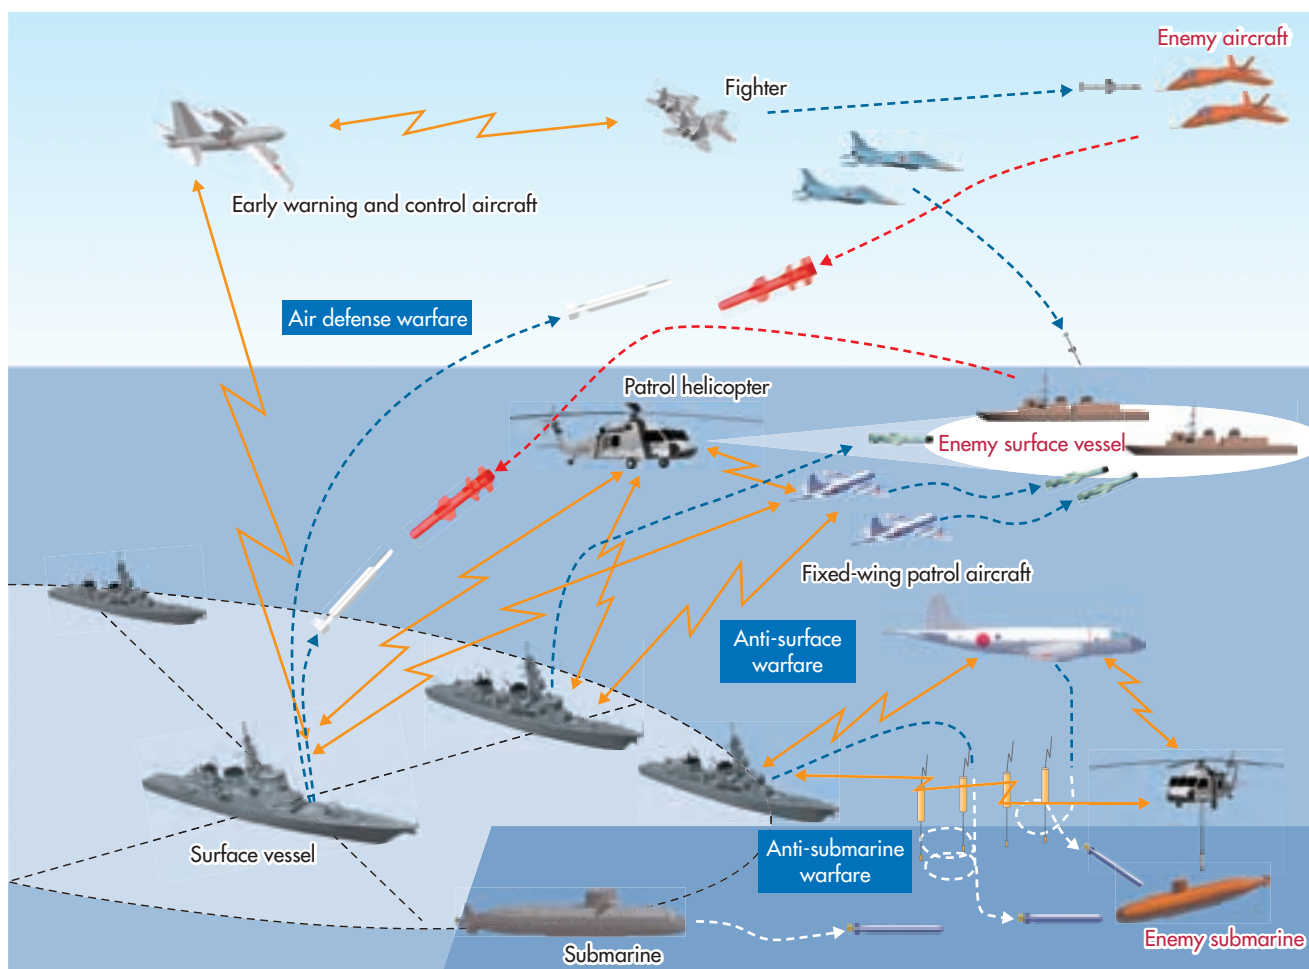 Enemy aircraft
Fighter
Early warning and control aircraft
Air defense warfare
Patrol helicopter
Enemy surface vessel
Fixed-wing patrol aircraft
Anti-surface
warfare
Surface vessel
Anti-submarine
warfare
Submarine
Enemy submarine